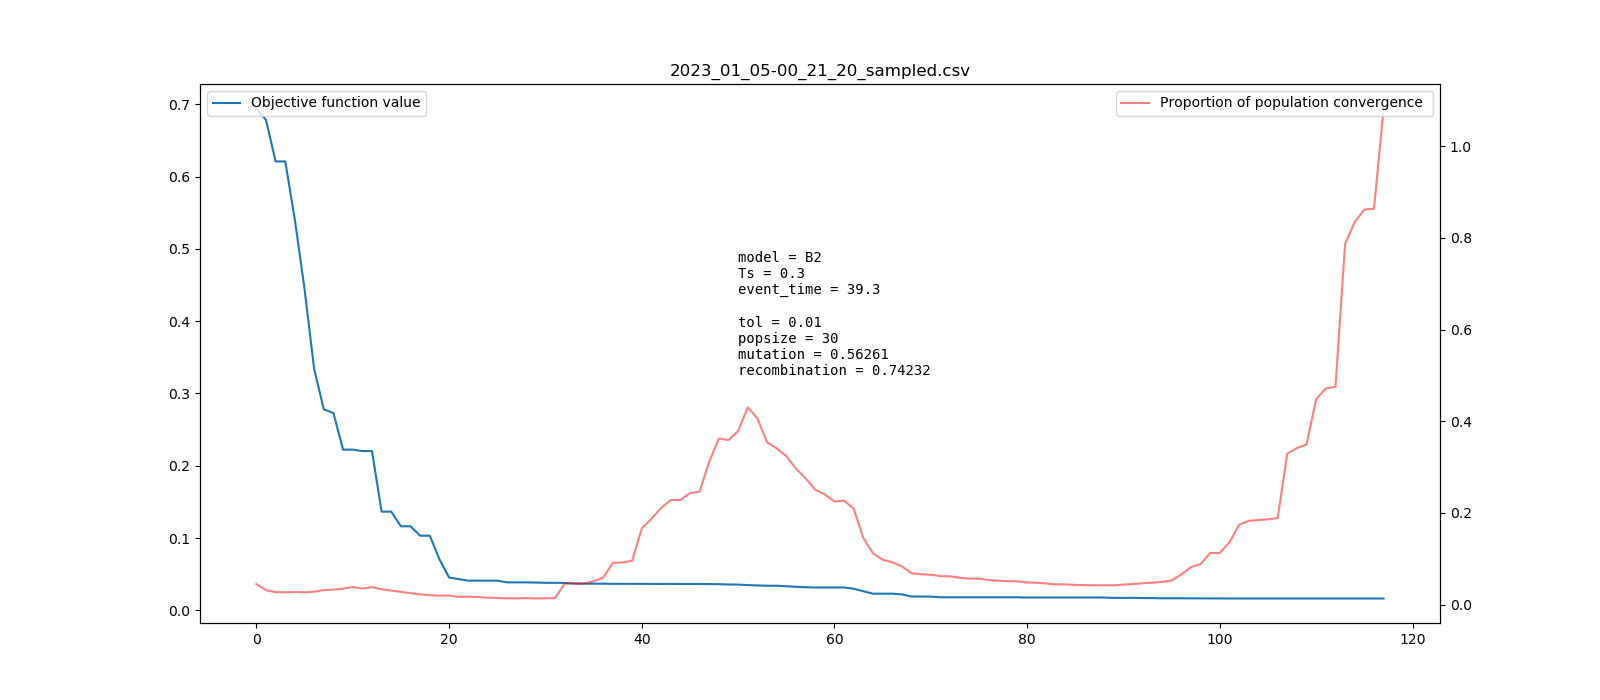 2023_01_05-00_21_20_sampled.csv
Objective function value
Proportion of population convergence
0.7
0.6
0.5
0.4
0.3
0.2
0.1
0.0
model = B2
Ts = 0.3
event_time = 39.3
tol = 0.01
popsize = 30
mutation = 0.56261
recombination = 0.74232
1.0
0.8
0.6
0.4
0.2
0.0
0 20 40 60 80 100 120